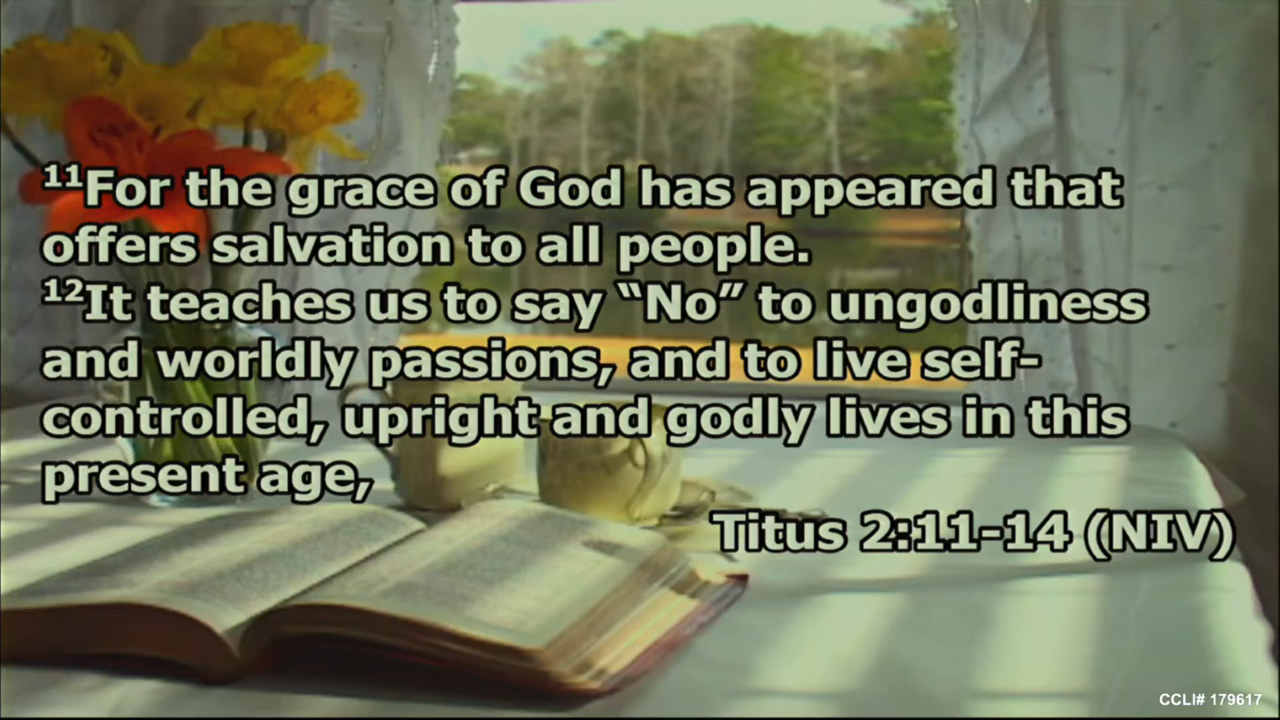 ¹¹For the grace of God has appeared that
offers salvation to all people.
¹²It teaches us to say “No” to ungodliness
and worldly passions, and to live self-
controlled, upright and godly lives in this
present age,
Titus 2:11-14 (NIV)
CCLI# 179617